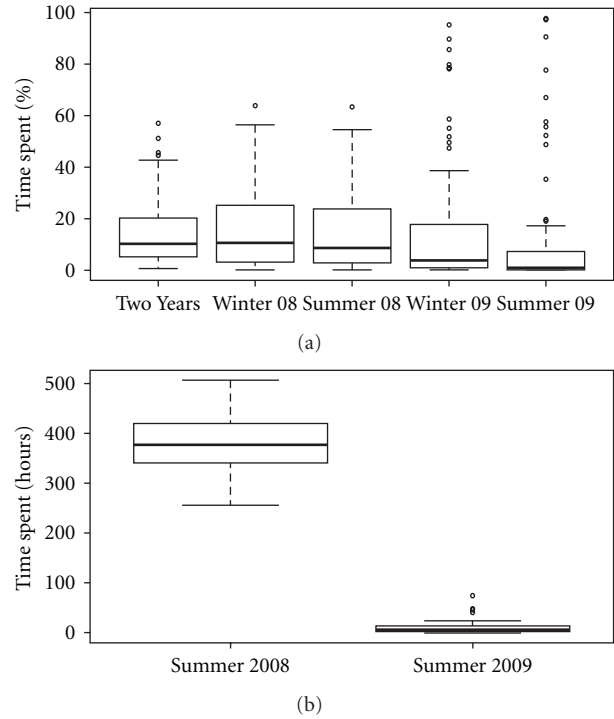 100
80
60
40
20
0
Time spent (%)
Two Years Winter 08 Summer 08 Winter 09 Summer 09
(a)
500
400
300
200
100
0
Time spent (hours)
Summer 2008 Summer 2009
(b)